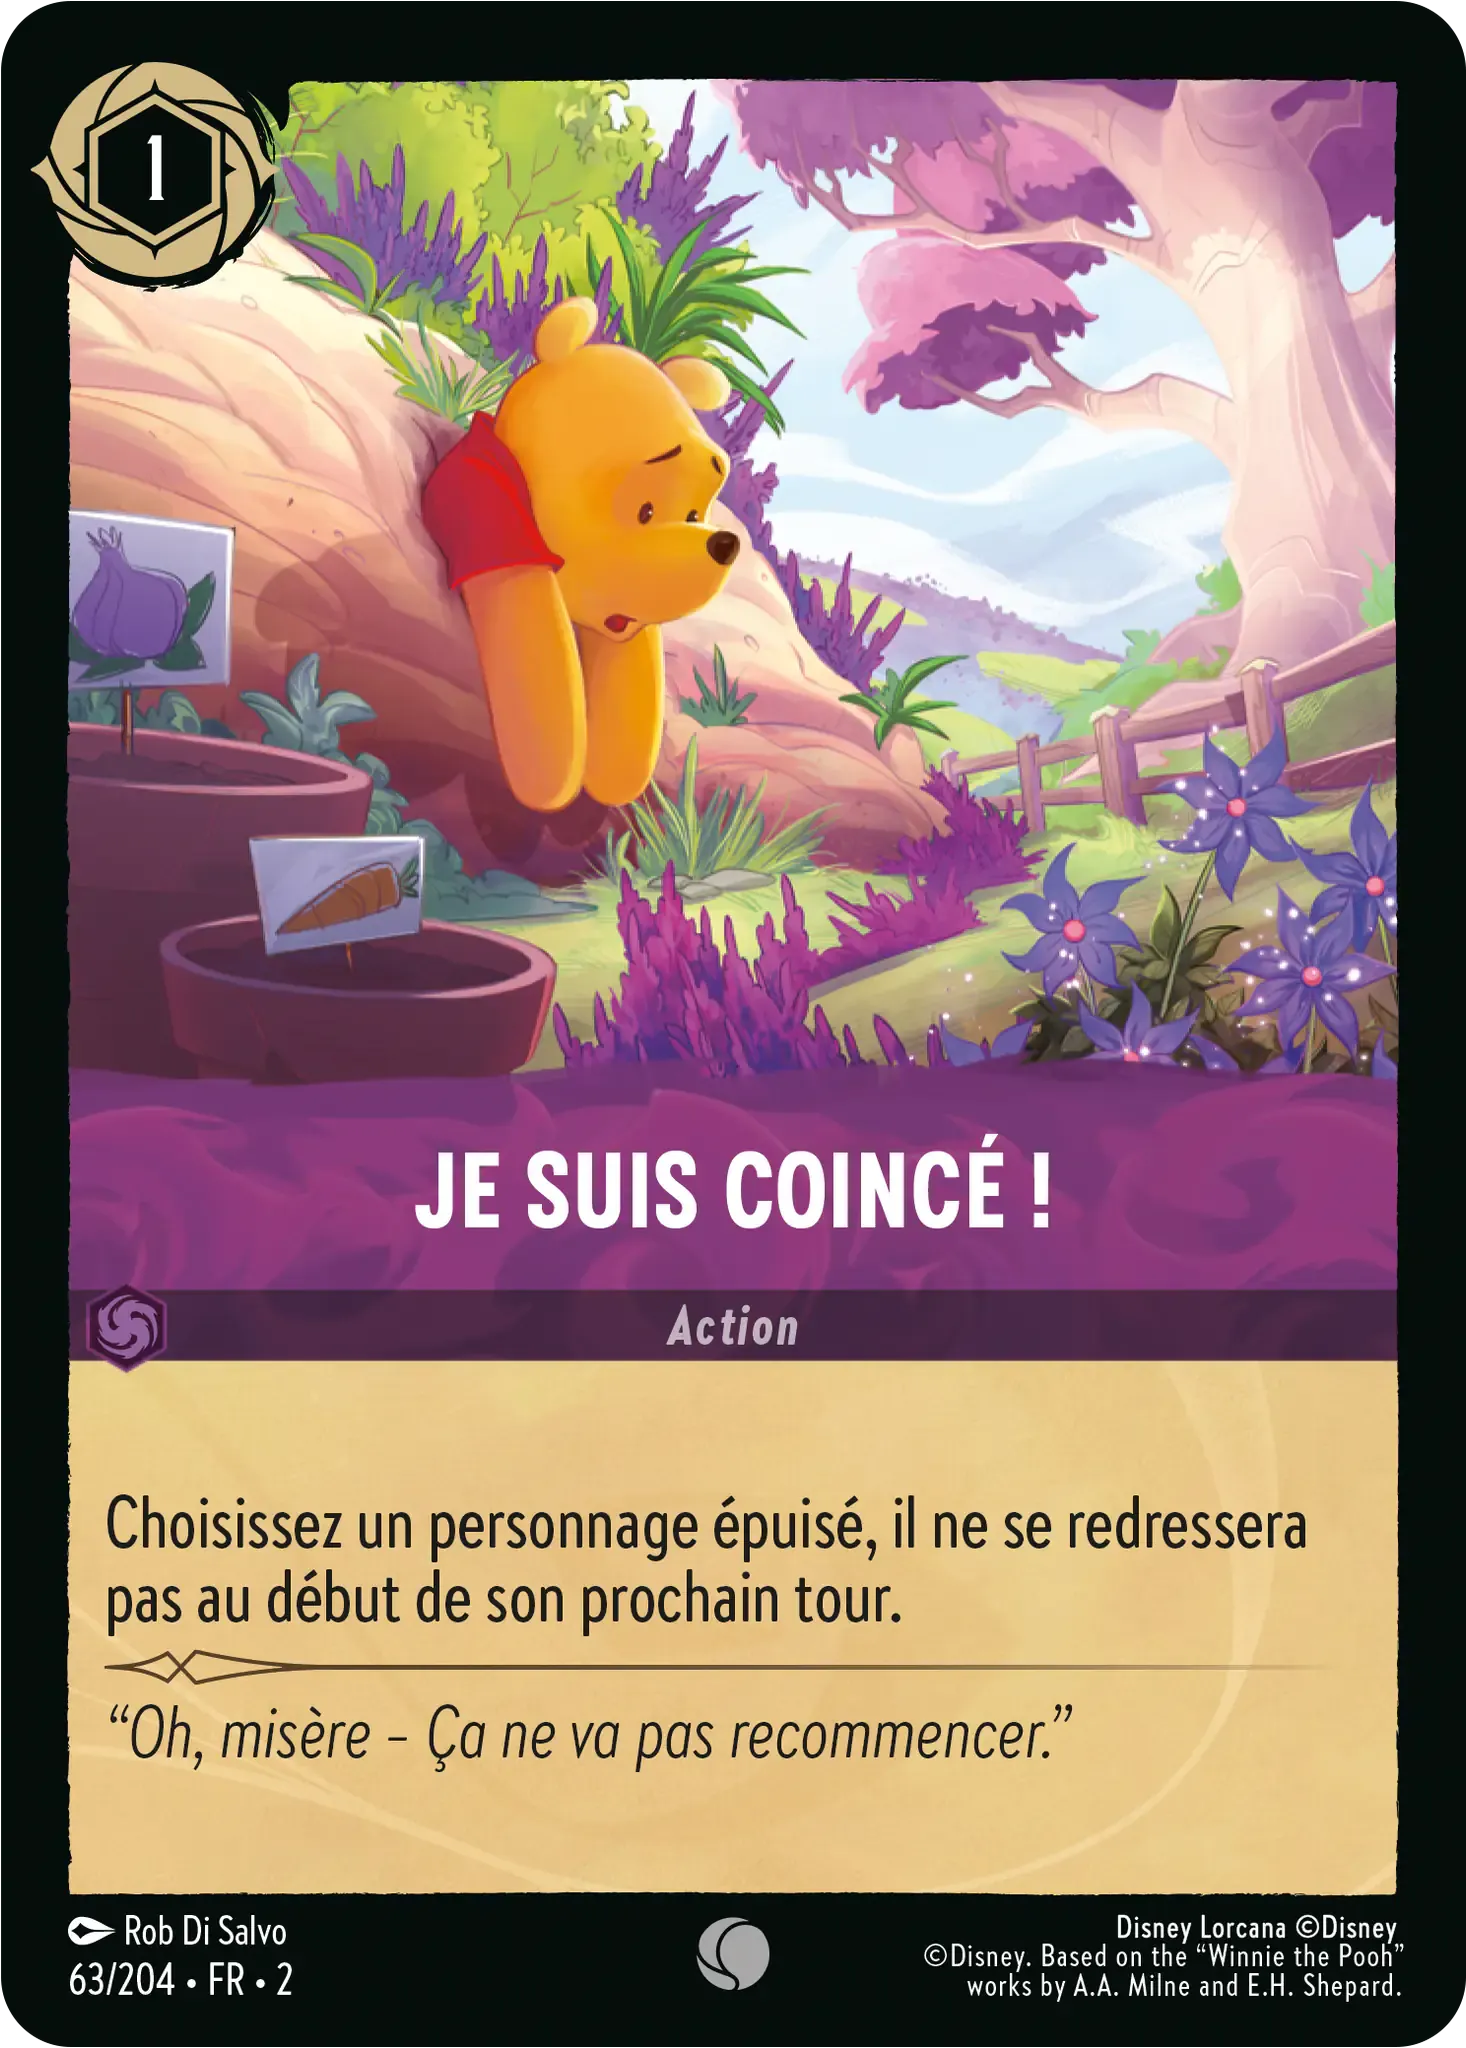 1
JE SUIS COINCÉ !
Action
Choisissez un personnage épuisé, il ne se redressera
pas au début de son prochain tour.
“Oh, misère – Ça ne va pas recommencer.”
Rob Di Salvo
63/204 • FR • 2
Disney Lorcana ©Disney
©Disney. Based on the “Winnie the Pooh”
works by A.A. Milne and E.H. Shepard.